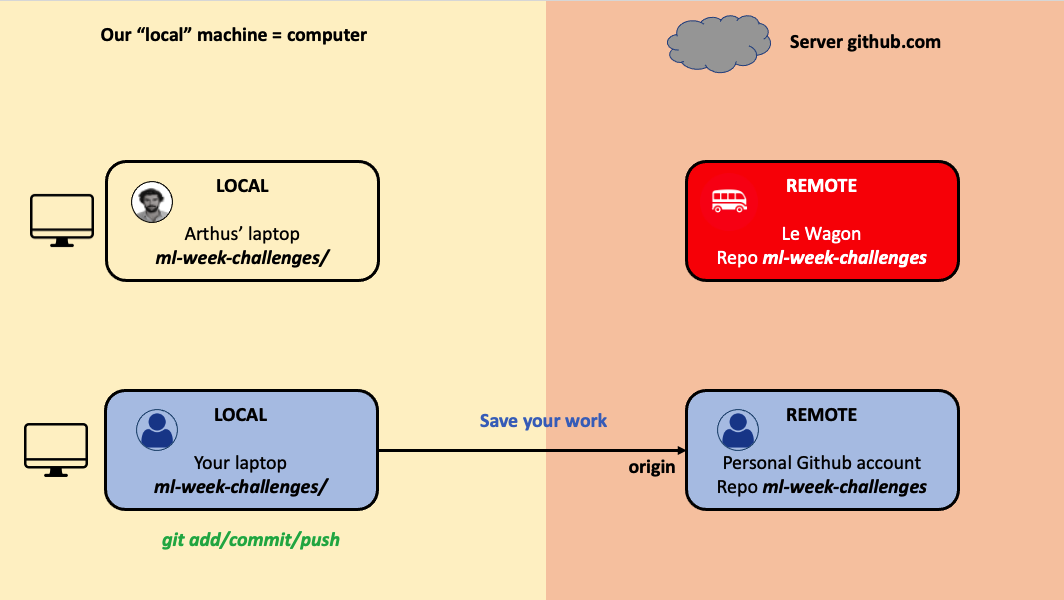 Our “local” machine = computer
Server github.com
LOCAL
Arthus’ laptop
ml-week-challenges/
REMOTE
Le Wagon
Repo ml-week-challenges
LOCAL
Your laptop
ml-week-challenges/
git add/commit/push
Save your work
origin
REMOTE
Personal Github account
Repo ml-week-challenges